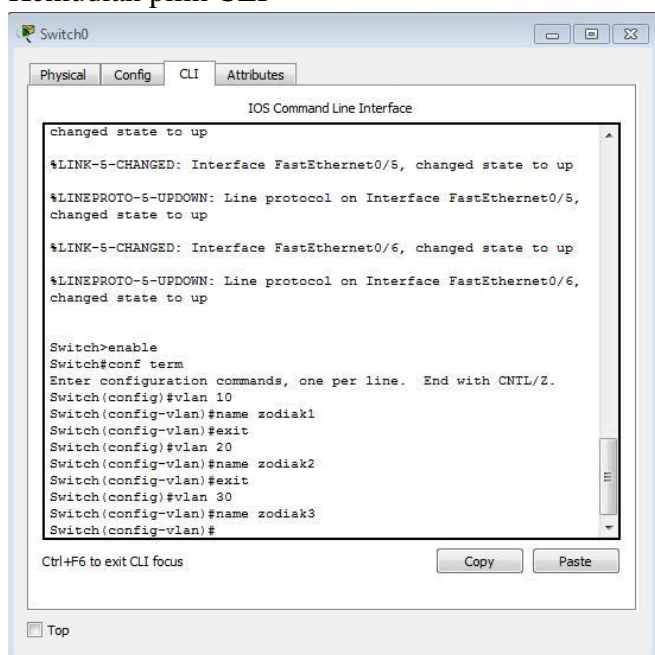 Kemudian pilih CLI
Switch0
Physical Config CLI Attributes
IOS Command Line Interface
changed state to up
%LINK-5-CHANGED: Interface FastEthernet0/5, changed state to up
%LINEPROTO-5-UPDOWN: Line protocol on Interface FastEthernet0/5,
changed state to up
%LINK-5-CHANGED: Interface FastEthernet0/6, changed state to up
%LINEPROTO-5-UPDOWN: Line protocol on Interface FastEthernet0/6,
changed state to up
Switch>enable
Switch#conf term
Enter configuration commands, one per line.  End with CNTL/Z.
Switch(config)#vlan 10
Switch(config-vlan)#name zodiak1
Switch(config-vlan)#exit
Switch(config)#vlan 20
Switch(config-vlan)#name zodiak2
Switch(config-vlan)#exit
Switch(config)#vlan 30
Switch(config-vlan)#name zodiak3
Switch(config-vlan)#
Ctrl+F6 to exit CLI focus
Copy Paste
Top